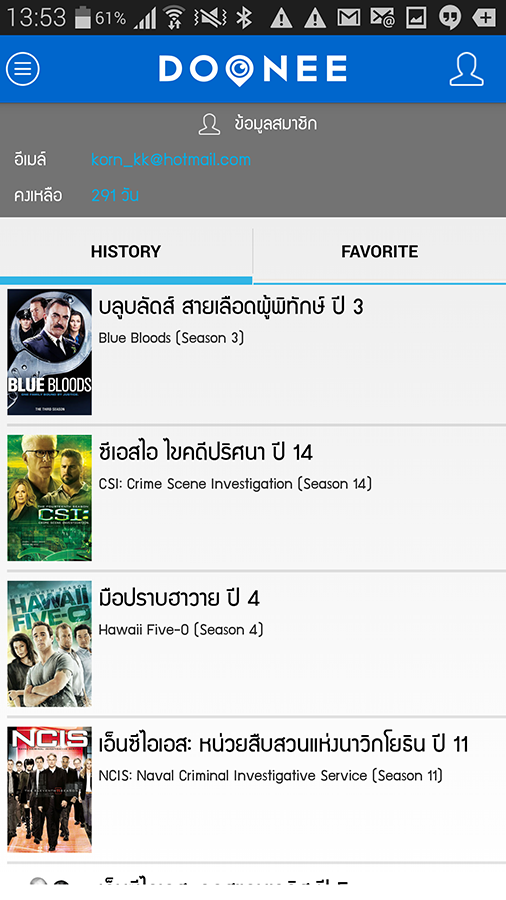 13:53 61%
DOONEE
ข้อมูลสมาชิก
อีเมล์ korn_kk@hotmail.com
คงเหลือ 291 วัน
HISTORY FAVORITE
บลูบลัดส์ สายเลือดผู้พิทักษ์ ปี 3
Blue Bloods (Season 3)
BLUE BLOODS
THE THIRD SEASON
ซีเอสไอ ไขคดีปริศนา ปี 14
CSI: Crime Scene Investigation (Season 14)
CSI:
CRIME SCENE INVESTIGATION
มือปราบฮาวาย ปี 4
Hawaii Five-0 (Season 4)
HAWAII
FIVE-0
เอ็นซีไอเอส: หน่วยสืบสวนแห่งนาวิกโยธิน ปี 11
NCIS: Naval Criminal Investigative Service (Season 11)
NCIS
THE ELEVENTH SEASON